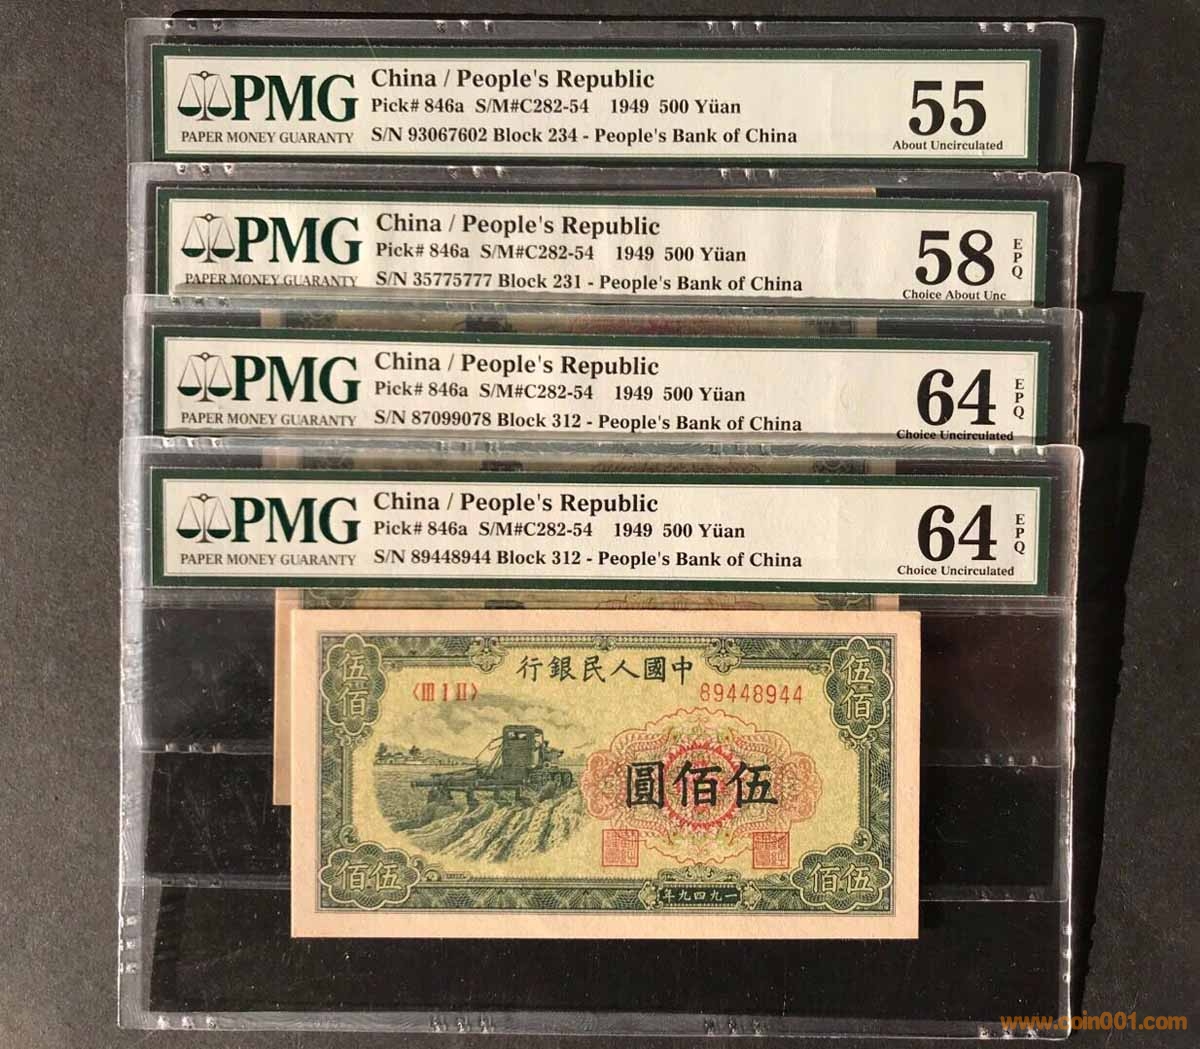 PMG
PAPER MONEY GUARANTY
China / People's Republic
Pick# 846a S/M#C282-54 1949 500 Yüan
S/N 93067602 Block 234 - People's Bank of China
55
About Uncirculated
PMG
PAPER MONEY GUARANTY
China / People's Republic
Pick# 846a S/M#C282-54 1949 500 Yüan
S/N 35775777 Block 231 - People's Bank of China
58
EPQ
Choice About Unc
PMG
PAPER MONEY GUARANTY
China / People's Republic
Pick# 846a S/M#C282-54 1949 500 Yüan
S/N 87099078 Block 312 - People's Bank of China
64
EPQ
Choice Uncirculated
PMG
PAPER MONEY GUARANTY
China / People's Republic
Pick# 846a S/M#C282-54 1949 500 Yüan
S/N 89448944 Block 312 - People's Bank of China
64
EPQ
Choice Uncirculated
行銀民人國中
伍佰
伍佰
〈III I II〉
89448944
圓佰伍
佰伍
佰伍
年九四九一
www.coin001.com